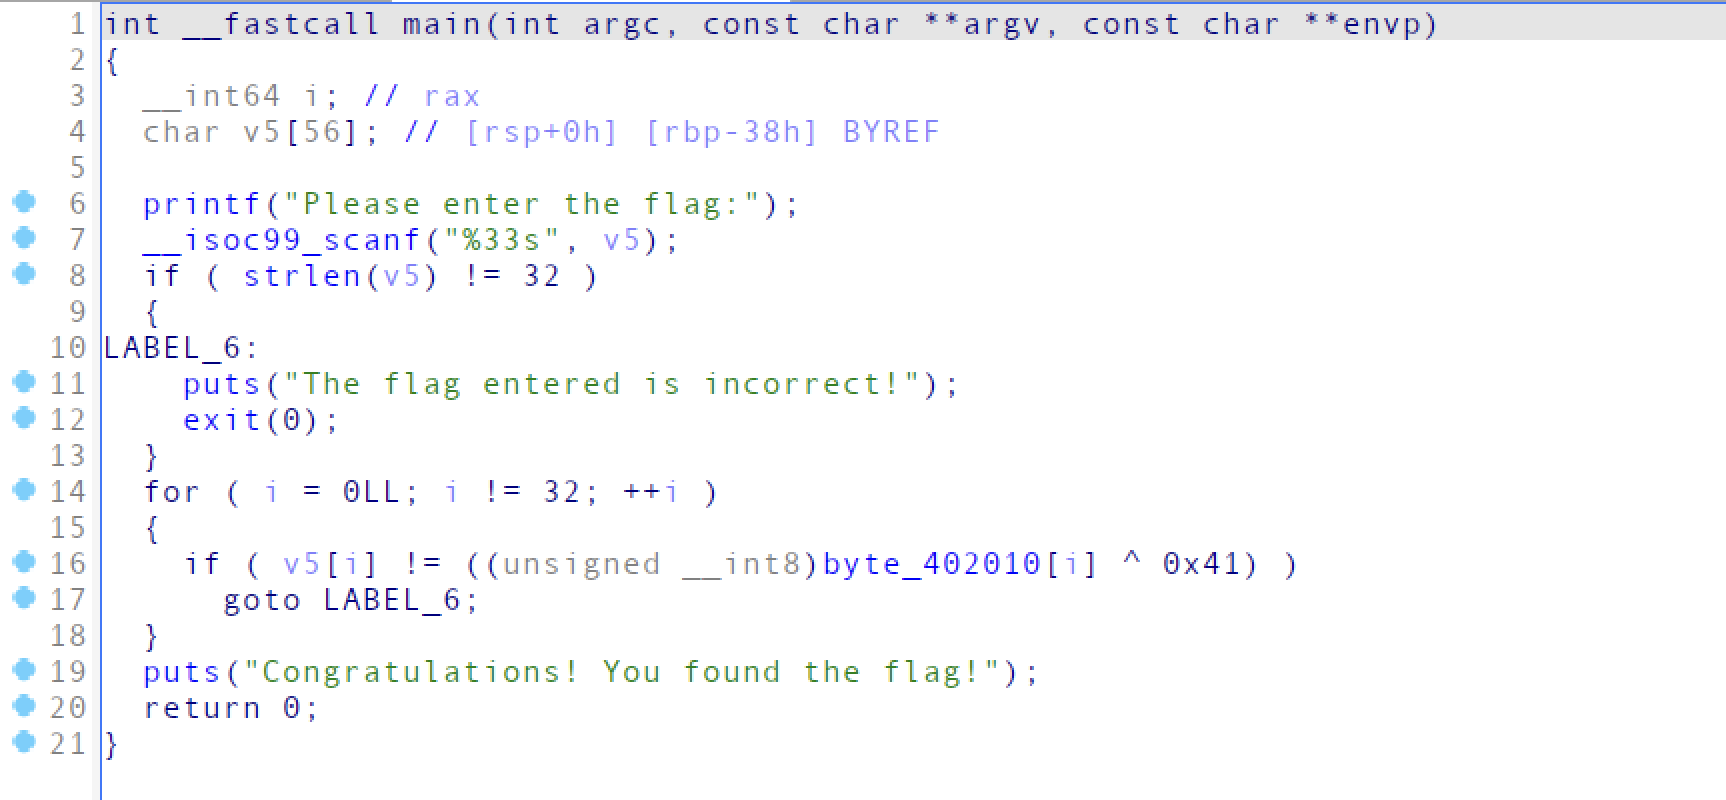 1 int __fastcall main(int argc, const char **argv, const char **envp)
2 {
3   __int64 i; // rax
4   char v5[56]; // [rsp+0h] [rbp-38h] BYREF
5
6   printf("Please enter the flag:");
7   __isoc99_scanf("%33s", v5);
8   if ( strlen(v5) != 32 )
9   {
10 LABEL_6:
11     puts("The flag entered is incorrect!");
12     exit(0);
13   }
14   for ( i = 0LL; i != 32; ++i )
15   {
16     if ( v5[i] != ((unsigned __int8)byte_402010[i] ^ 0x41) )
17       goto LABEL_6;
18   }
19   puts("Congratulations! You found the flag!");
20   return 0;
21 }